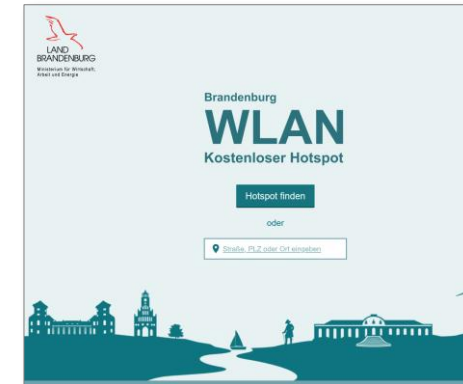 LAND
BRANDENBURG
Ministerium für Wirtschaft,
Arbeit und Energie
Brandenburg
WLAN
Kostenloser Hotspot
Hotspot finden
oder
Straße, PLZ oder Ort eingeben